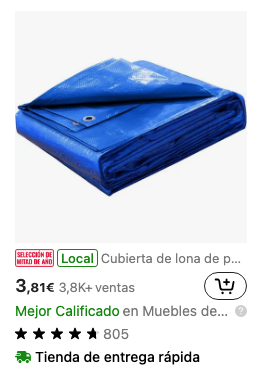 SELECCIÓN DE
MITAD DE AÑO
Local Cubierta de lona de p...
3,81€ 3,8K+ ventas
Mejor Calificado en Muebles de... ?
805
Tienda de entrega rápida